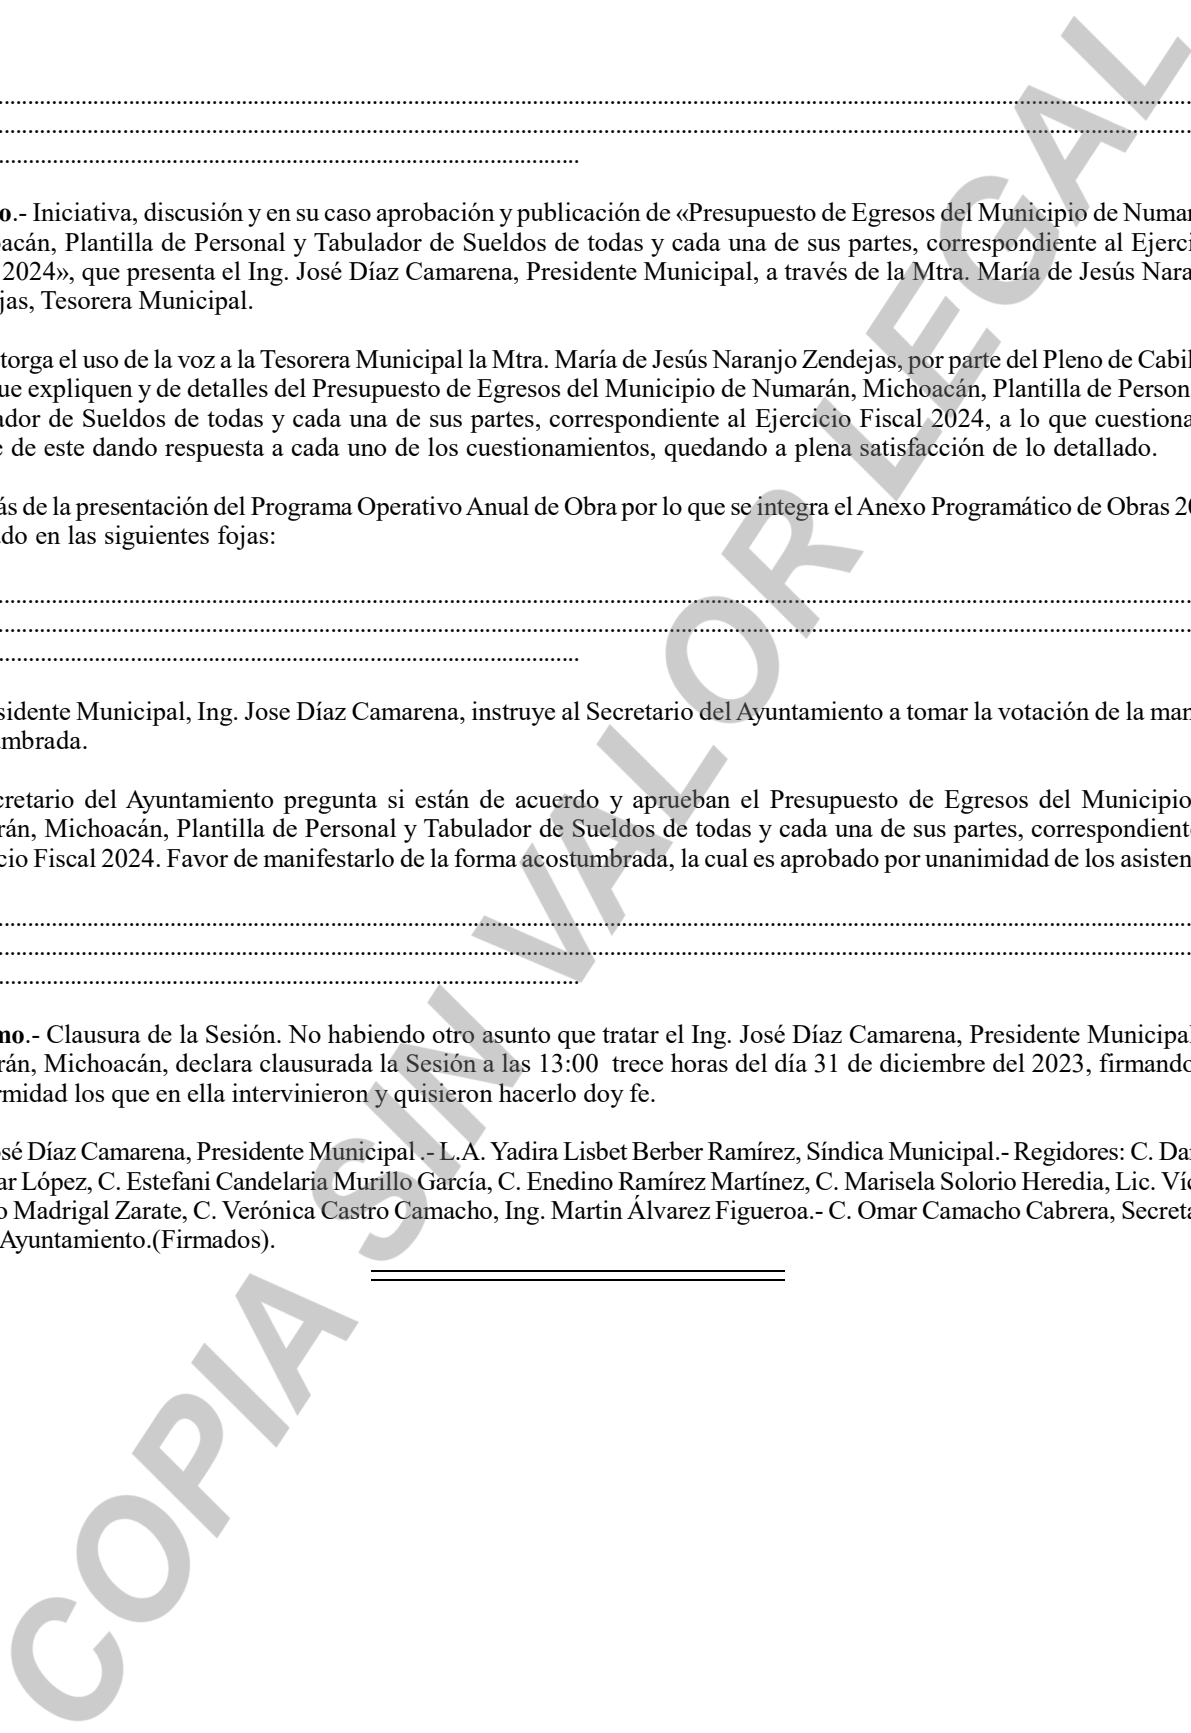 ....................................................................................................
....................................................................................................
....................................................................................................
o.- Iniciativa, discusión y en su caso aprobación y publicación de «Presupuesto de Egresos del Municipio de Numar
acán, Plantilla de Personal y Tabulador de Sueldos de todas y cada una de sus partes, correspondiente al Ejerci
2024», que presenta el Ing. José Díaz Camarena, Presidente Municipal, a través de la Mtra. María de Jesús Nara
jas, Tesorera Municipal.
torga el uso de la voz a la Tesorera Municipal la Mtra. María de Jesús Naranjo Zendejas, por parte del Pleno de Cabil
ue expliquen y de detalles del Presupuesto de Egresos del Municipio de Numarán, Michoacán, Plantilla de Person
ador de Sueldos de todas y cada una de sus partes, correspondiente al Ejercicio Fiscal 2024, a lo que cuestiona
e de este dando respuesta a cada uno de los cuestionamientos, quedando a plena satisfacción de lo detallado.
ás de la presentación del Programa Operativo Anual de Obra por lo que se integra el Anexo Programático de Obras 20
do en las siguientes fojas:
....................................................................................................
....................................................................................................
....................................................................................................
sidente Municipal, Ing. Jose Díaz Camarena, instruye al Secretario del Ayuntamiento a tomar la votación de la man
umbrada.
cretario del Ayuntamiento pregunta si están de acuerdo y aprueban el Presupuesto de Egresos del Municipio
rán, Michoacán, Plantilla de Personal y Tabulador de Sueldos de todas y cada una de sus partes, correspondiente
cio Fiscal 2024. Favor de manifestarlo de la forma acostumbrada, la cual es aprobado por unanimidad de los asisten
....................................................................................................
....................................................................................................
....................................................................................................
mo.- Clausura de la Sesión. No habiendo otro asunto que tratar el Ing. José Díaz Camarena, Presidente Municipal
rán, Michoacán, declara clausurada la Sesión a las 13:00 trece horas del día 31 de diciembre del 2023, firmando
rmidad los que en ella intervinieron y quisieron hacerlo doy fe.
osé Díaz Camarena, Presidente Municipal .- L.A. Yadira Lisbet Berber Ramírez, Síndica Municipal.- Regidores: C. Dar
ar López, C. Estefani Candelaria Murillo García, C. Enedino Ramírez Martínez, C. Marisela Solorio Heredia, Lic. Víc
o Madrigal Zarate, C. Verónica Castro Camacho, Ing. Martin Álvarez Figueroa.- C. Omar Camacho Cabrera, Secreta
Ayuntamiento.(Firmados).
COPIA SIN VALOR LEGAL